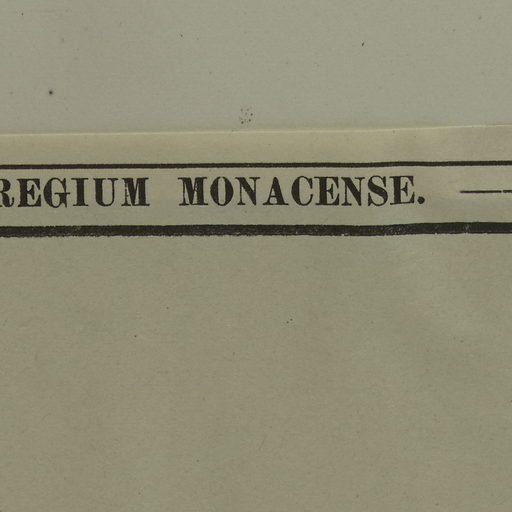 REGIUM MONACENSE. —